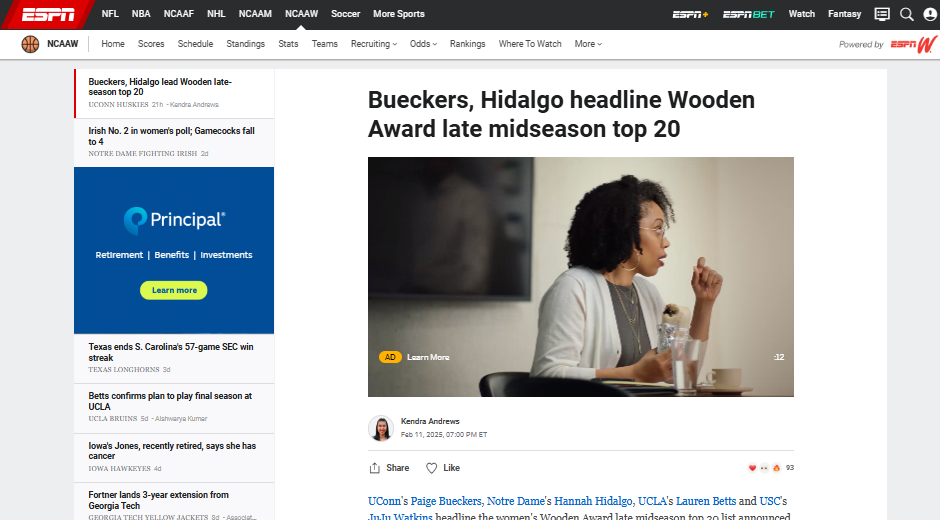 ESPN NFL NBA NCAAF NHL NCAAM NCAAW Soccer More Sports ESPN+ ESPN BET Watch Fantasy
NCAAW Home Scores Schedule Standings Stats Teams Recruiting Odds Rankings Where To Watch More Powered by ESPN W
Bueckers, Hidalgo lead Wooden late-
season top 20
UCONN HUSKIES 21h - Kendra Andrews
Irish No. 2 in women's poll; Gamecocks fall
to 4
NOTRE DAME FIGHTING IRISH 2d
Principal®
Retirement | Benefits | Investments
Learn more
Texas ends S. Carolina's 57-game SEC win
streak
TEXAS LONGHORNS 3d
Betts confirms plan to play final season at
UCLA
UCLA BRUINS 5d - Aishwarya Kumar
Iowa's Jones, recently retired, says she has
cancer
IOWA HAWKEYES 4d
Fortner lands 3-year extension from
Georgia Tech
GEORGIA TECH YELLOW JACKETS 8d - Associat...
Bueckers, Hidalgo headline Wooden
Award late midseason top 20
AD Learn More :12
Kendra Andrews
Feb 11, 2025, 07:00 PM ET
Share Like 93
UConn's Paige Bueckers, Notre Dame's Hannah Hidalgo, UCLA's Lauren Betts and USC's
JuJu Watkins headline the women's Wooden Award late midseason top 20 list announced